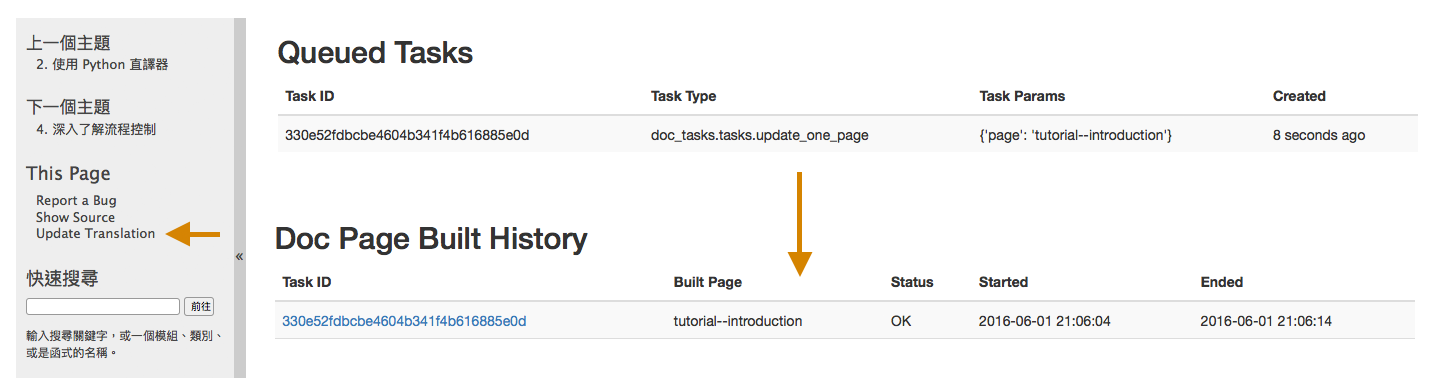 上一個主題
2. 使用 Python 直譯器
下一個主題
4. 深入了解流程控制
This Page
Report a Bug
Show Source
Update Translation
快速搜尋
前往
輸入搜尋關鍵字，或一個模組、類別、
或是函式的名稱。
«
Queued Tasks
Task ID Task Type Task Params Created
330e52fdbcbe4604b341f4b616885e0d doc_tasks.tasks.update_one_page {'page': 'tutorial--introduction'} 8 seconds ago
Doc Page Built History
Task ID Built Page Status Started Ended
330e52fdbcbe4604b341f4b616885e0d tutorial--introduction OK 2016-06-01 21:06:04 2016-06-01 21:06:14